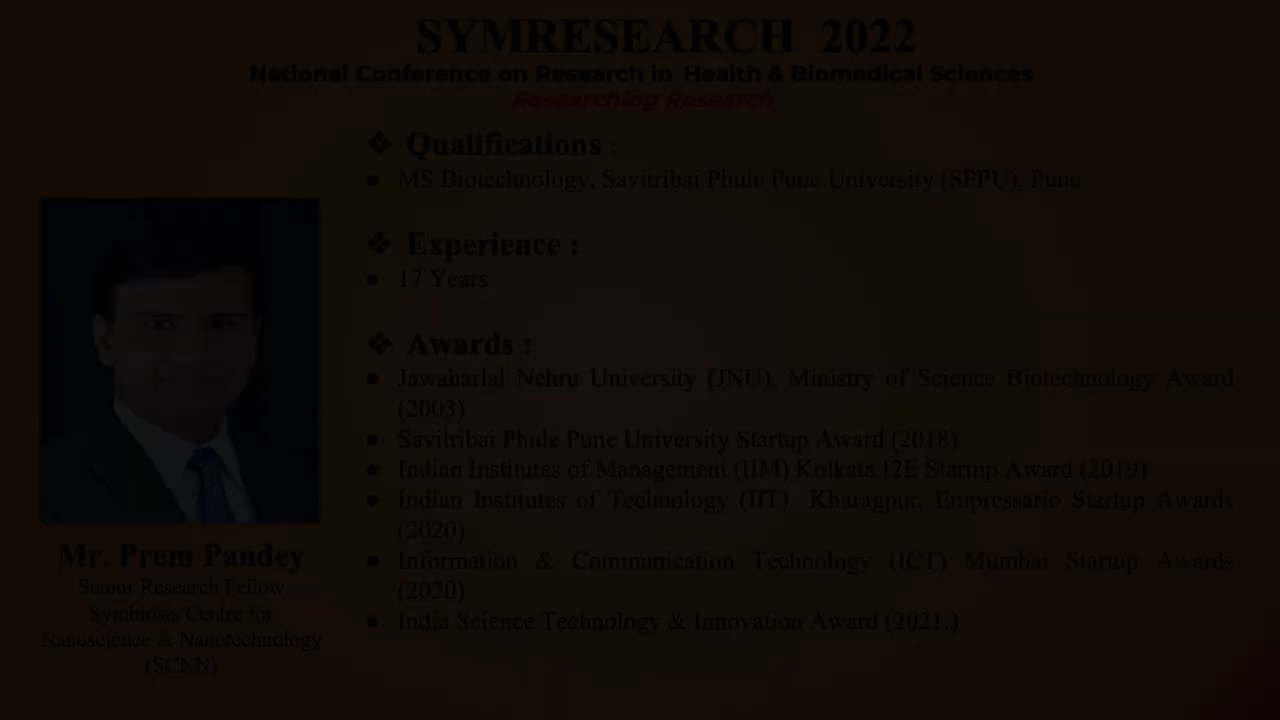 SYMRESEARCH 2022
National Conference on Research in Health & Biomedical Sciences
Researching Research
❖ Qualifications :
● MS Biotechnology, Savitribai Phule Pune University (SPPU), Pune
❖ Experience :
● 17 Years
❖ Awards :
● Jawaharlal Nehru University (JNU), Ministry of Science Biotechnology Award
(2003)
● Savitribai Phule Pune University Startup Award (2018)
● Indian Institutes of Management (IIM) Kolkata I2E Startup Award (2019)
● Indian Institutes of Technology (IIT) Kharagpur, Empressario Startup Awards
(2020)
● Information & Communication Technology (ICT) Mumbai Startup Awards
(2020)
● India Science Technology & Innovation Award (2021.)
Mr. Prem Pandey
Senior Research Fellow
Symbiosis Centre for
Nanoscience & Nanotechnology
(SCNN)